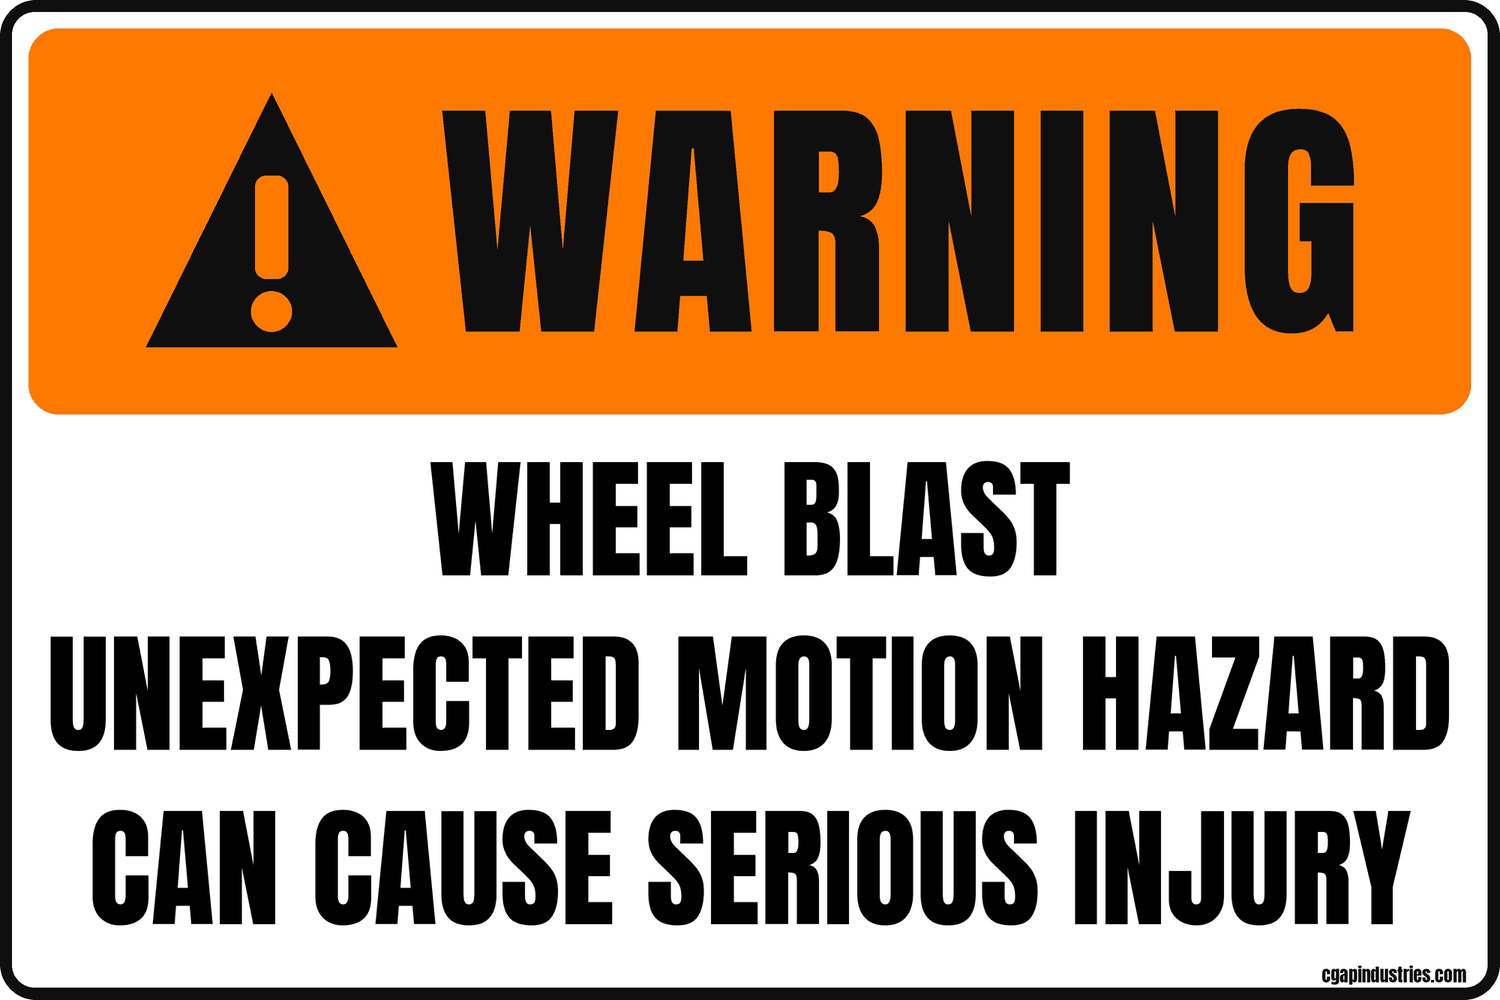 WARNING
WHEEL BLAST
UNEXPECTED MOTION HAZARD
CAN CAUSE SERIOUS INJURY
cgapindustries.com